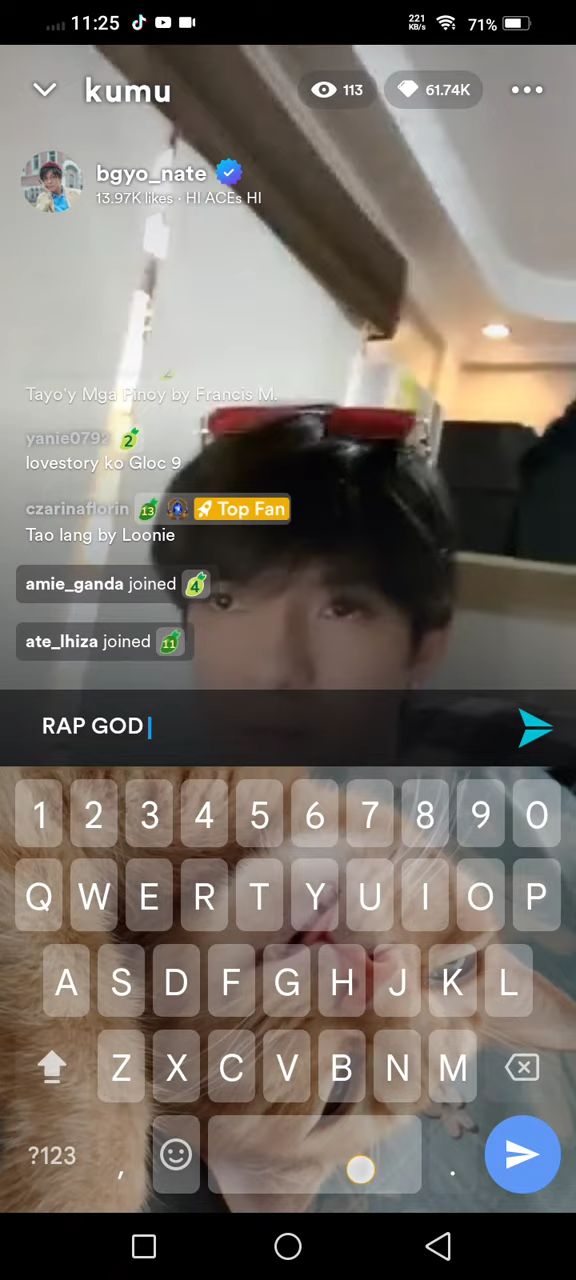 11:25
221
KB/s
71%
kumu
113
61.74K
bgyo_nate
13.97K likes · HI ACEs HI
Tayo'y Mga Pinoy by Francis M.
yanie0792 2
lovestory ko Gloc 9
czarinaflorin 13 Top Fan
Tao lang by Loonie
amie_ganda joined 4
ate_lhiza joined 11
RAP GOD
1 2 3 4 5 6 7 8 9 0
Q W E R T Y U I O P
A S D F G H J K L
Z X C V B N M
?123 , .